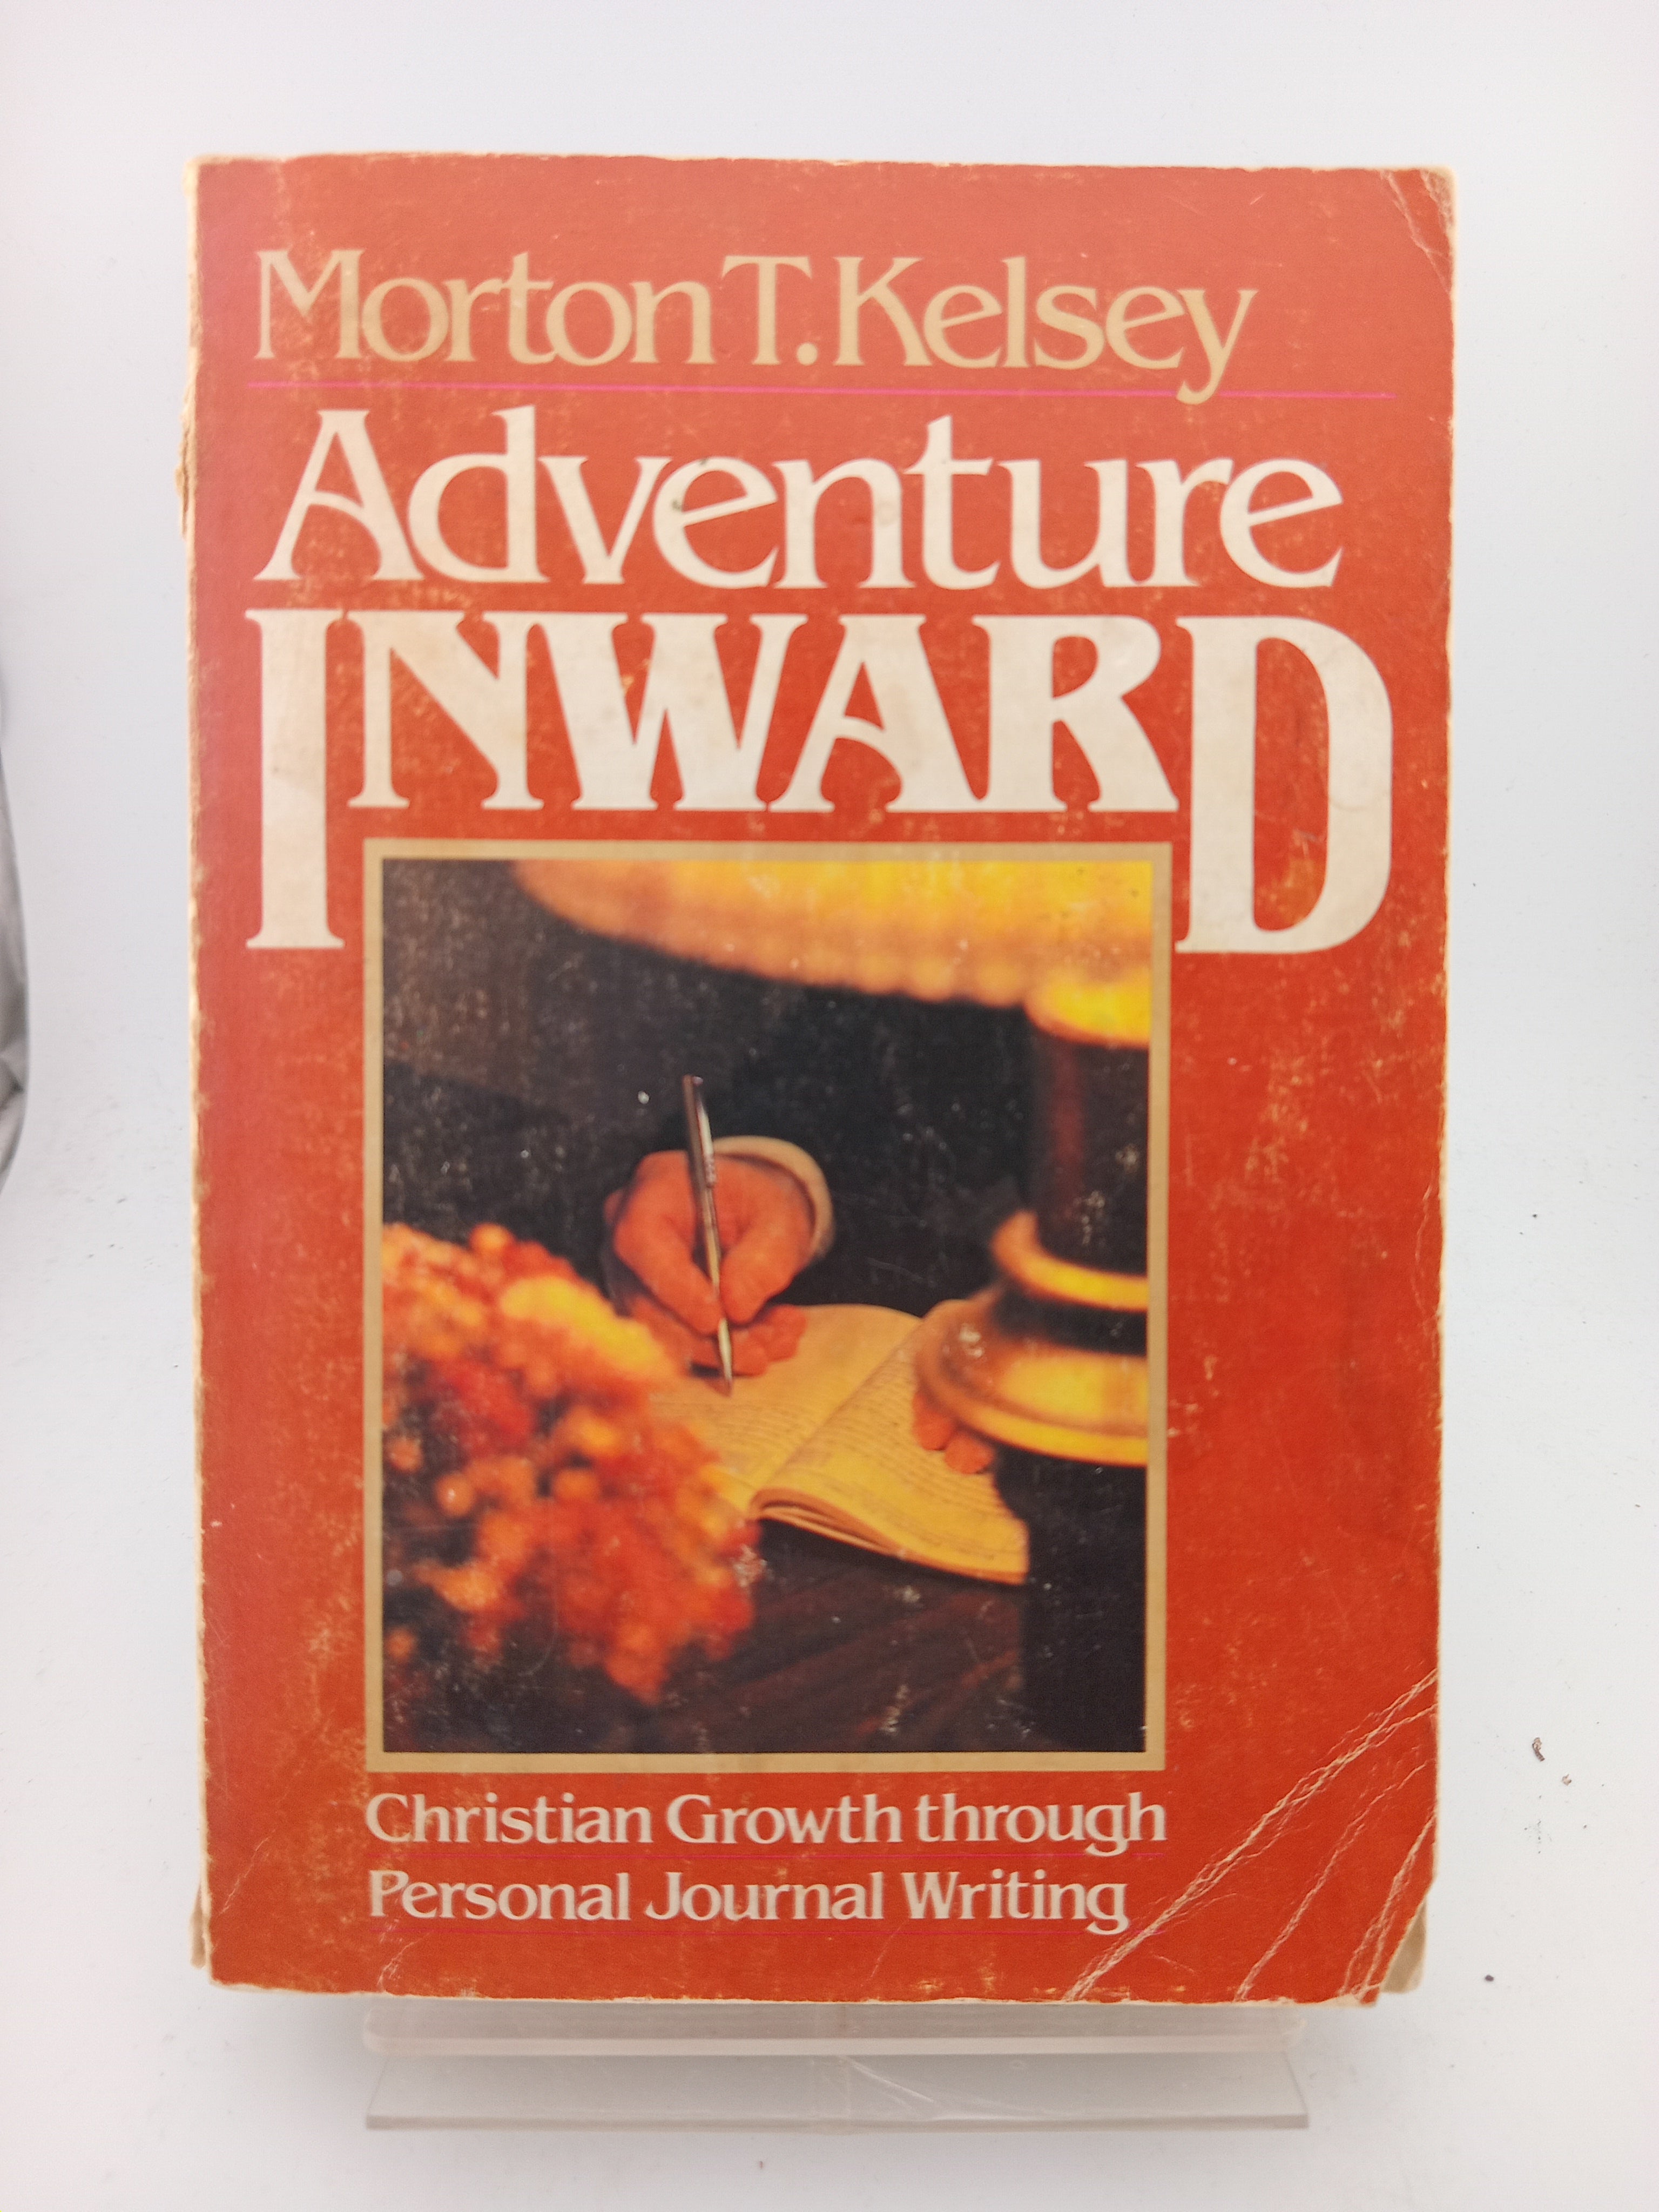 Morton T. Kelsey
Adventure
INWARD
Christian Growth through
Personal Journal Writing